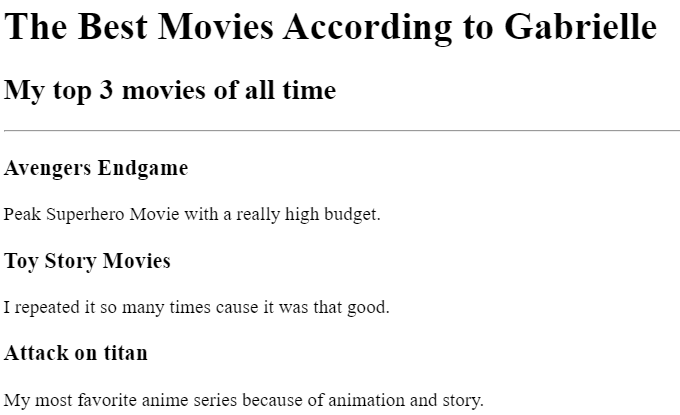 The Best Movies According to Gabrielle
My top 3 movies of all time
Avengers Endgame
Peak Superhero Movie with a really high budget.
Toy Story Movies
I repeated it so many times cause it was that good.
Attack on titan
My most favorite anime series because of animation and story.